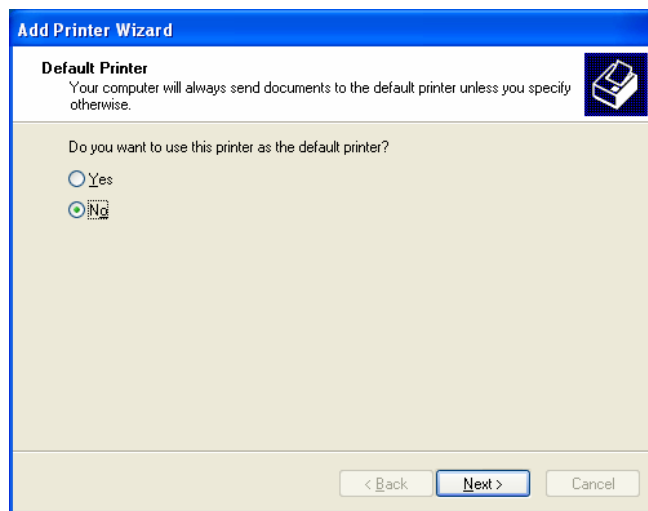 Add Printer Wizard
Default Printer
Your computer will always send documents to the default printer unless you specify
otherwise.
Do you want to use this printer as the default printer?
Yes
No
< Back
Next >
Cancel